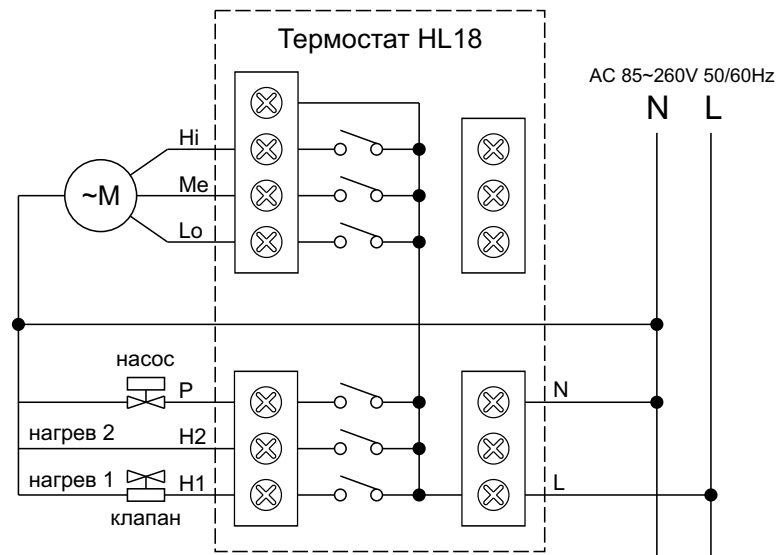 Термостат HL18
AC 85~260V 50/60Hz
N L
Hi
~M
Me
Lo
насос
P
N
нагрев 2
H2
нагрев 1
H1
L
клапан